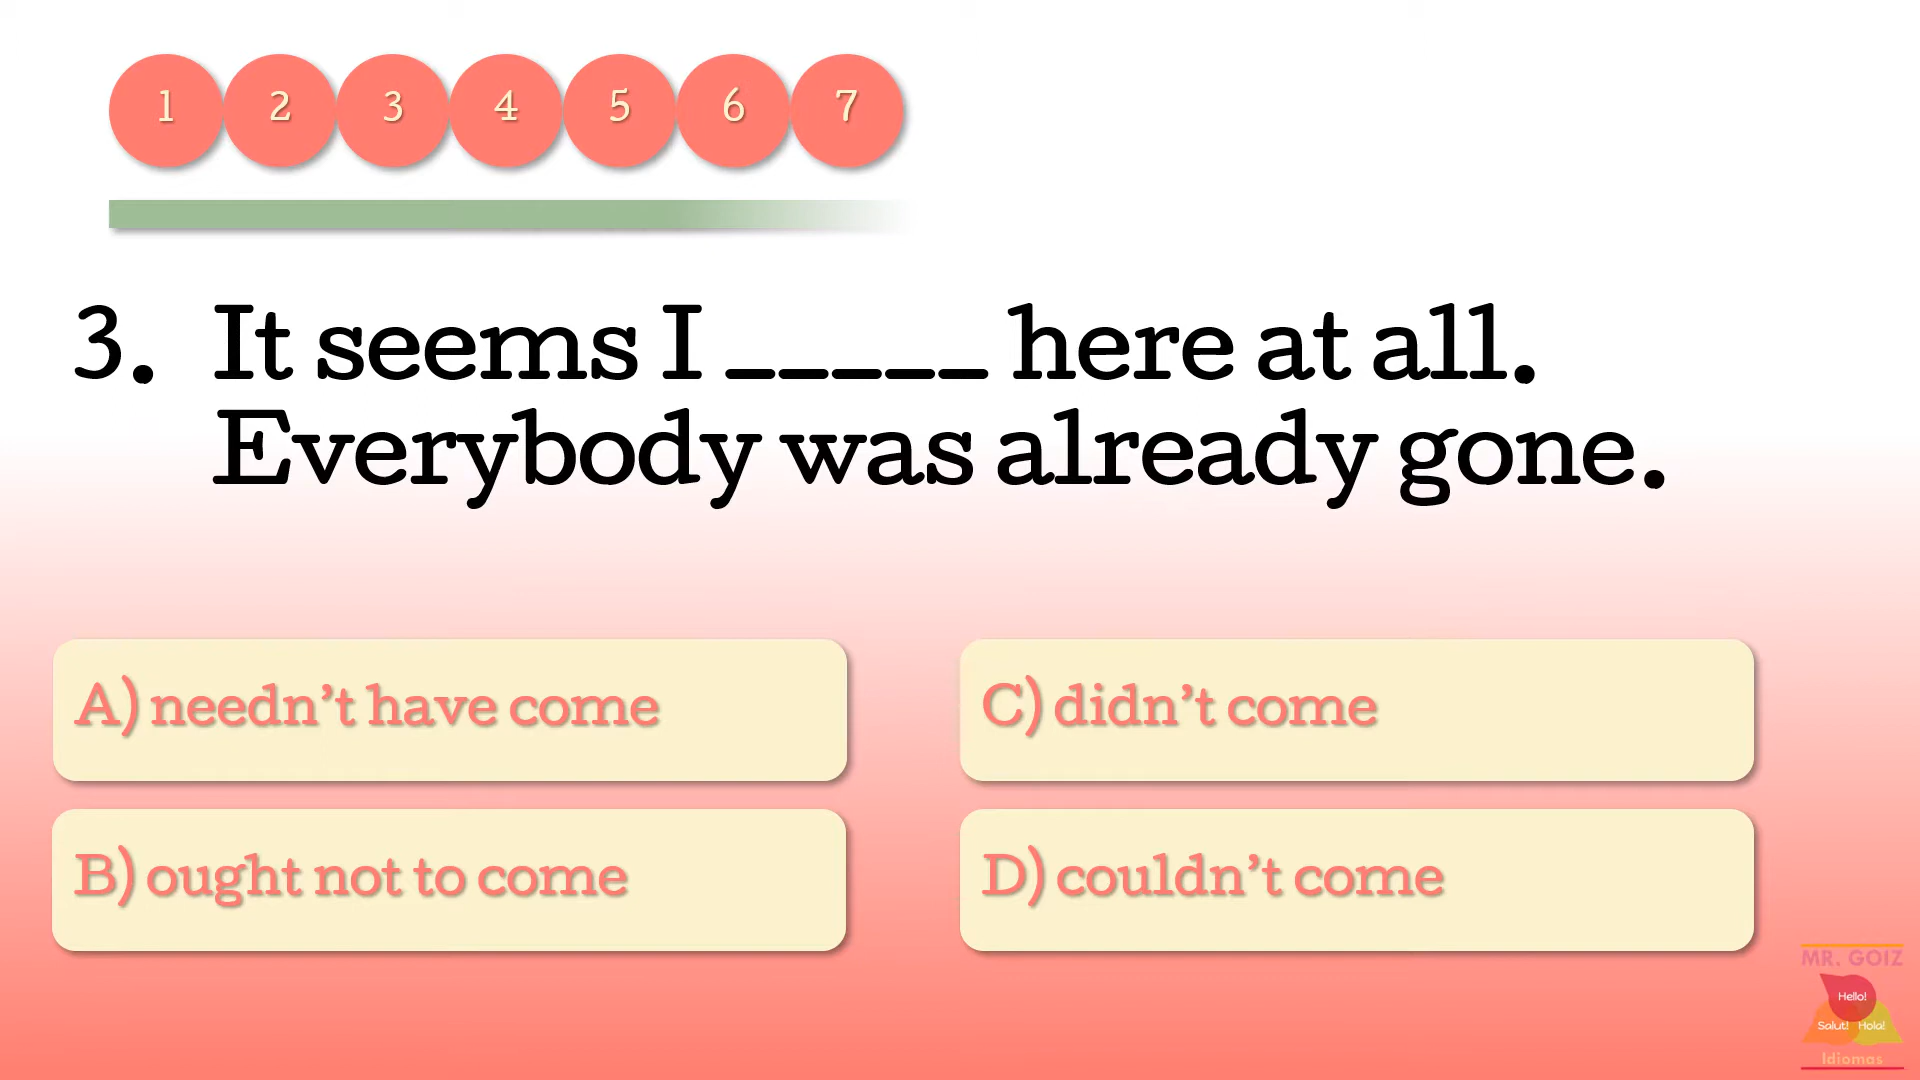 1 2 3 4 5 6 7
3. It seems I _____ here at all.
Everybody was already gone.
A) needn’t have come
C) didn’t come
B) ought not to come
D) couldn’t come
MR. GOIZ
Hello!
Salut! Hola!
Idiomas